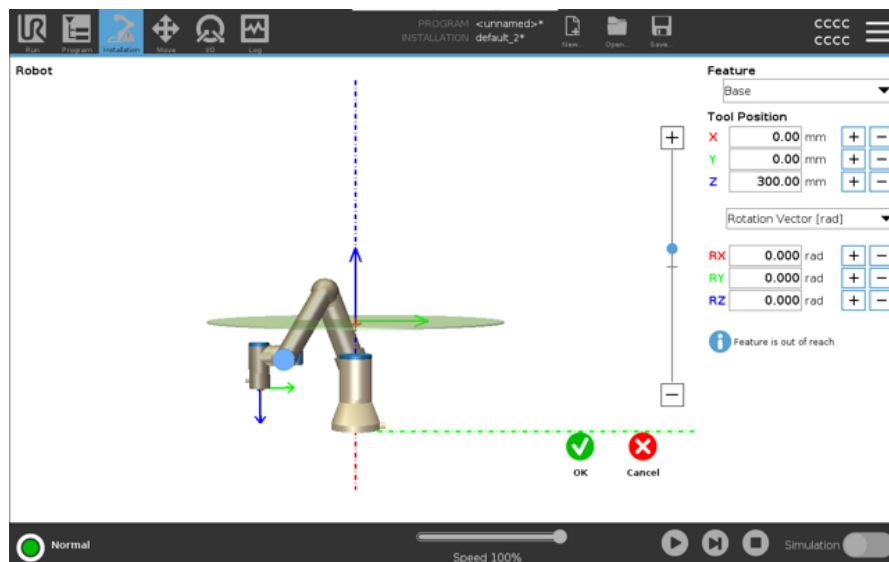 PROGRAM <unnamed>*
INSTALLATION default_2*
CCCC
CCCC
Run
Program
Installation
Move
I/O
Log
New...
Open...
Save...
Robot
Feature
Base
Tool Position
X 0.00 mm + −
Y 0.00 mm + −
Z 300.00 mm + −
Rotation Vector [rad]
RX 0.000 rad + −
RY 0.000 rad + −
RZ 0.000 rad + −
Feature is out of reach
OK
Cancel
Normal
Speed 100%
Simulation